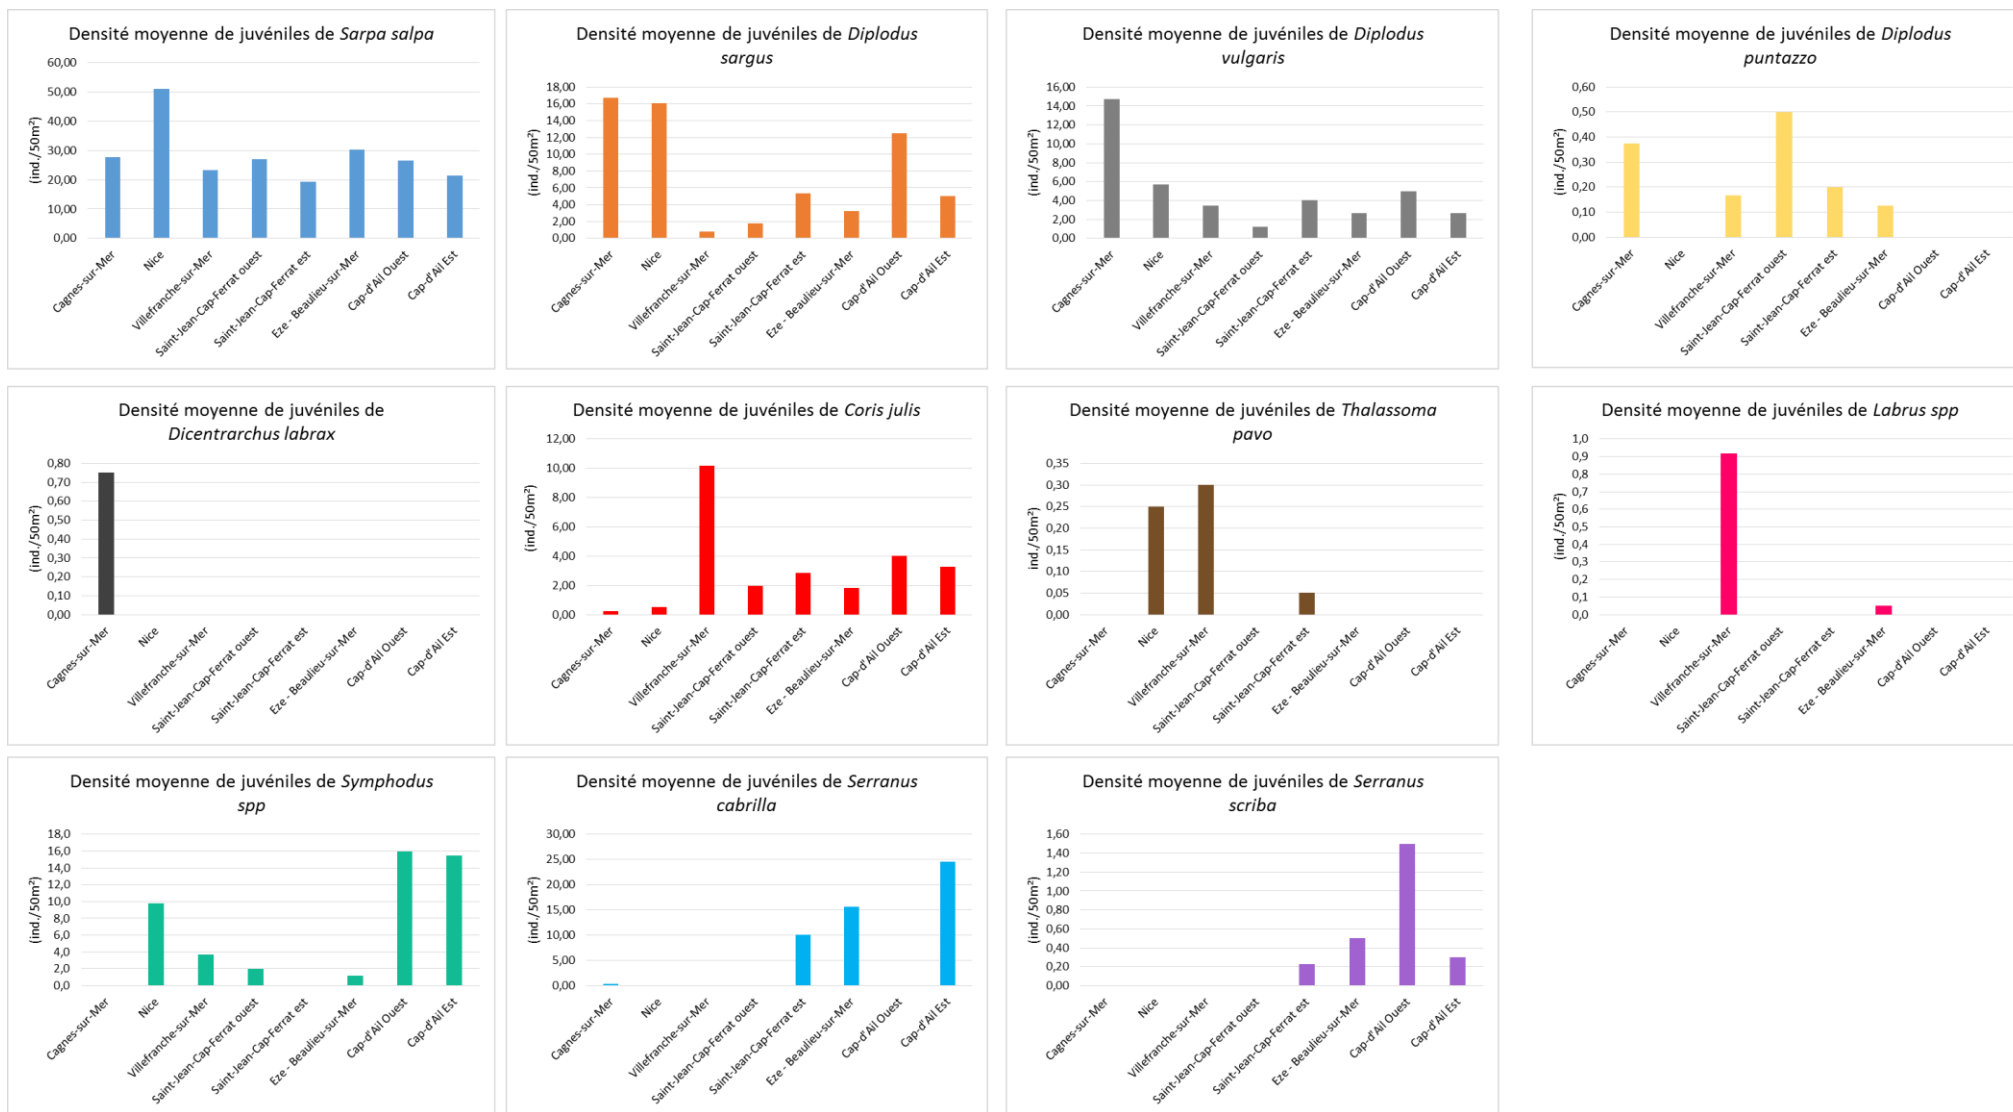 Densité moyenne de juvéniles de Sarpa salpa
(ind./50m²)
60,00
50,00
40,00
30,00
20,00
10,00
0,00
Cagnes-sur-Mer
Nice
Villefranche-sur-Mer
Saint-Jean-Cap-Ferrat ouest
Saint-Jean-Cap-Ferrat est
Eze - Beaulieu-sur-Mer
Cap-d'Ail Ouest
Cap-d'Ail Est
Densité moyenne de juvéniles de Diplodus
sargus
(ind./50m²)
18,00
16,00
14,00
12,00
10,00
8,00
6,00
4,00
2,00
0,00
Cagnes-sur-Mer
Nice
Villefranche-sur-Mer
Saint-Jean-Cap-Ferrat ouest
Saint-Jean-Cap-Ferrat est
Eze - Beaulieu-sur-Mer
Cap-d'Ail Ouest
Cap-d'Ail Est
Densité moyenne de juvéniles de Diplodus
vulgaris
(ind./50m²)
16,00
14,00
12,00
10,00
8,00
6,00
4,00
2,00
0,00
Cagnes-sur-Mer
Nice
Villefranche-sur-Mer
Saint-Jean-Cap-Ferrat ouest
Saint-Jean-Cap-Ferrat est
Eze - Beaulieu-sur-Mer
Cap-d'Ail Ouest
Cap-d'Ail Est
Densité moyenne de juvéniles de Diplodus
puntazzo
(ind./50m²)
0,60
0,50
0,40
0,30
0,20
0,10
0,00
Cagnes-sur-Mer
Nice
Villefranche-sur-Mer
Saint-Jean-Cap-Ferrat ouest
Saint-Jean-Cap-Ferrat est
Eze - Beaulieu-sur-Mer
Cap-d'Ail Ouest
Cap-d'Ail Est
Densité moyenne de juvéniles de
Dicentrarchus labrax
(ind./50m²)
0,80
0,70
0,60
0,50
0,40
0,30
0,20
0,10
0,00
Cagnes-sur-Mer
Nice
Villefranche-sur-Mer
Saint-Jean-Cap-Ferrat ouest
Saint-Jean-Cap-Ferrat est
Eze - Beaulieu-sur-Mer
Cap-d'Ail Ouest
Cap-d'Ail Est
Densité moyenne de juvéniles de Coris julis
(ind./50m²)
12,00
10,00
8,00
6,00
4,00
2,00
0,00
Cagnes-sur-Mer
Nice
Villefranche-sur-Mer
Saint-Jean-Cap-Ferrat ouest
Saint-Jean-Cap-Ferrat est
Eze - Beaulieu-sur-Mer
Cap-d'Ail Ouest
Cap-d'Ail Est
Densité moyenne de juvéniles de Thalassoma
pavo
ind./50m²)
0,35
0,30
0,25
0,20
0,15
0,10
0,05
0,00
Cagnes-sur-Mer
Nice
Villefranche-sur-Mer
Saint-Jean-Cap-Ferrat ouest
Saint-Jean-Cap-Ferrat est
Eze - Beaulieu-sur-Mer
Cap-d'Ail Ouest
Cap-d'Ail Est
Densité moyenne de juvéniles de Labrus spp
(ind./50m²)
1,0
0,9
0,8
0,7
0,6
0,5
0,4
0,3
0,2
0,1
0,0
Cagnes-sur-Mer
Nice
Villefranche-sur-Mer
Saint-Jean-Cap-Ferrat ouest
Saint-Jean-Cap-Ferrat est
Eze - Beaulieu-sur-Mer
Cap-d'Ail Ouest
Cap-d'Ail Est
Densité moyenne de juvéniles de Symphodus
spp
(ind./50m²)
18,0
16,0
14,0
12,0
10,0
8,0
6,0
4,0
2,0
0,0
Cagnes-sur-Mer
Nice
Villefranche-sur-Mer
Saint-Jean-Cap-Ferrat ouest
Saint-Jean-Cap-Ferrat est
Eze - Beaulieu-sur-Mer
Cap-d'Ail Ouest
Cap-d'Ail Est
Densité moyenne de juvéniles de Serranus
cabrilla
(ind./50m²)
30,00
25,00
20,00
15,00
10,00
5,00
0,00
Cagnes-sur-Mer
Nice
Villefranche-sur-Mer
Saint-Jean-Cap-Ferrat ouest
Saint-Jean-Cap-Ferrat est
Eze - Beaulieu-sur-Mer
Cap-d'Ail Ouest
Cap-d'Ail Est
Densité moyenne de juvéniles de Serranus
scriba
(ind./50m²)
1,60
1,40
1,20
1,00
0,80
0,60
0,40
0,20
0,00
Cagnes-sur-Mer
Nice
Villefranche-sur-Mer
Saint-Jean-Cap-Ferrat ouest
Saint-Jean-Cap-Ferrat est
Eze - Beaulieu-sur-Mer
Cap-d'Ail Ouest
Cap-d'Ail Est